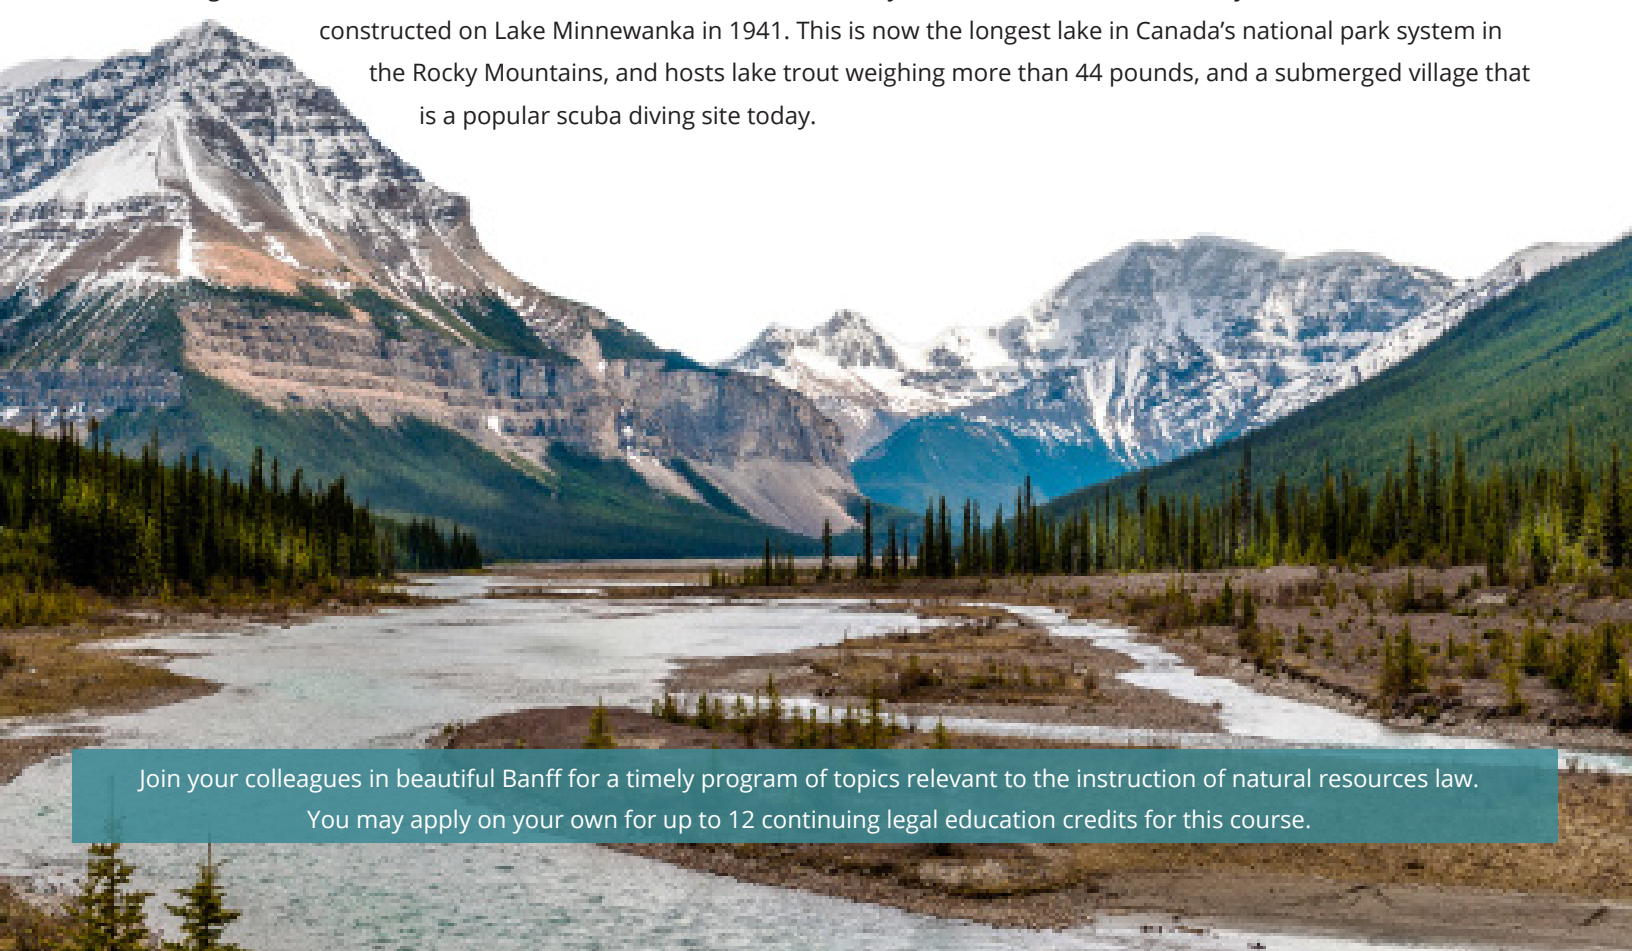 constructed on Lake Minnewanka in 1941. This is now the longest lake in Canada’s national park system in
the Rocky Mountains, and hosts lake trout weighing more than 44 pounds, and a submerged village that
is a popular scuba diving site today.
Join your colleagues in beautiful Banff for a timely program of topics relevant to the instruction of natural resources law.
You may apply on your own for up to 12 continuing legal education credits for this course.